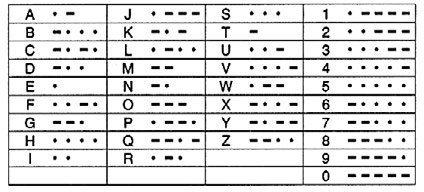 A • – J • – – – S • • • 1 • – – – –
B – • • • K – • – T – 2 • • – – –
C – • – • L • – • • U • • – 3 • • • – –
D – • • M – – V • • • – 4 • • • • –
E • N – • W • – – 5 • • • • •
F • • – • O – – – X – • • – 6 – • • • •
G – – • P • – – • Y – • – – 7 – – • • •
H • • • • Q – – • – Z – – • • 8 – – – • •
I • • R • – • 9 – – – – •
0 – – – – –